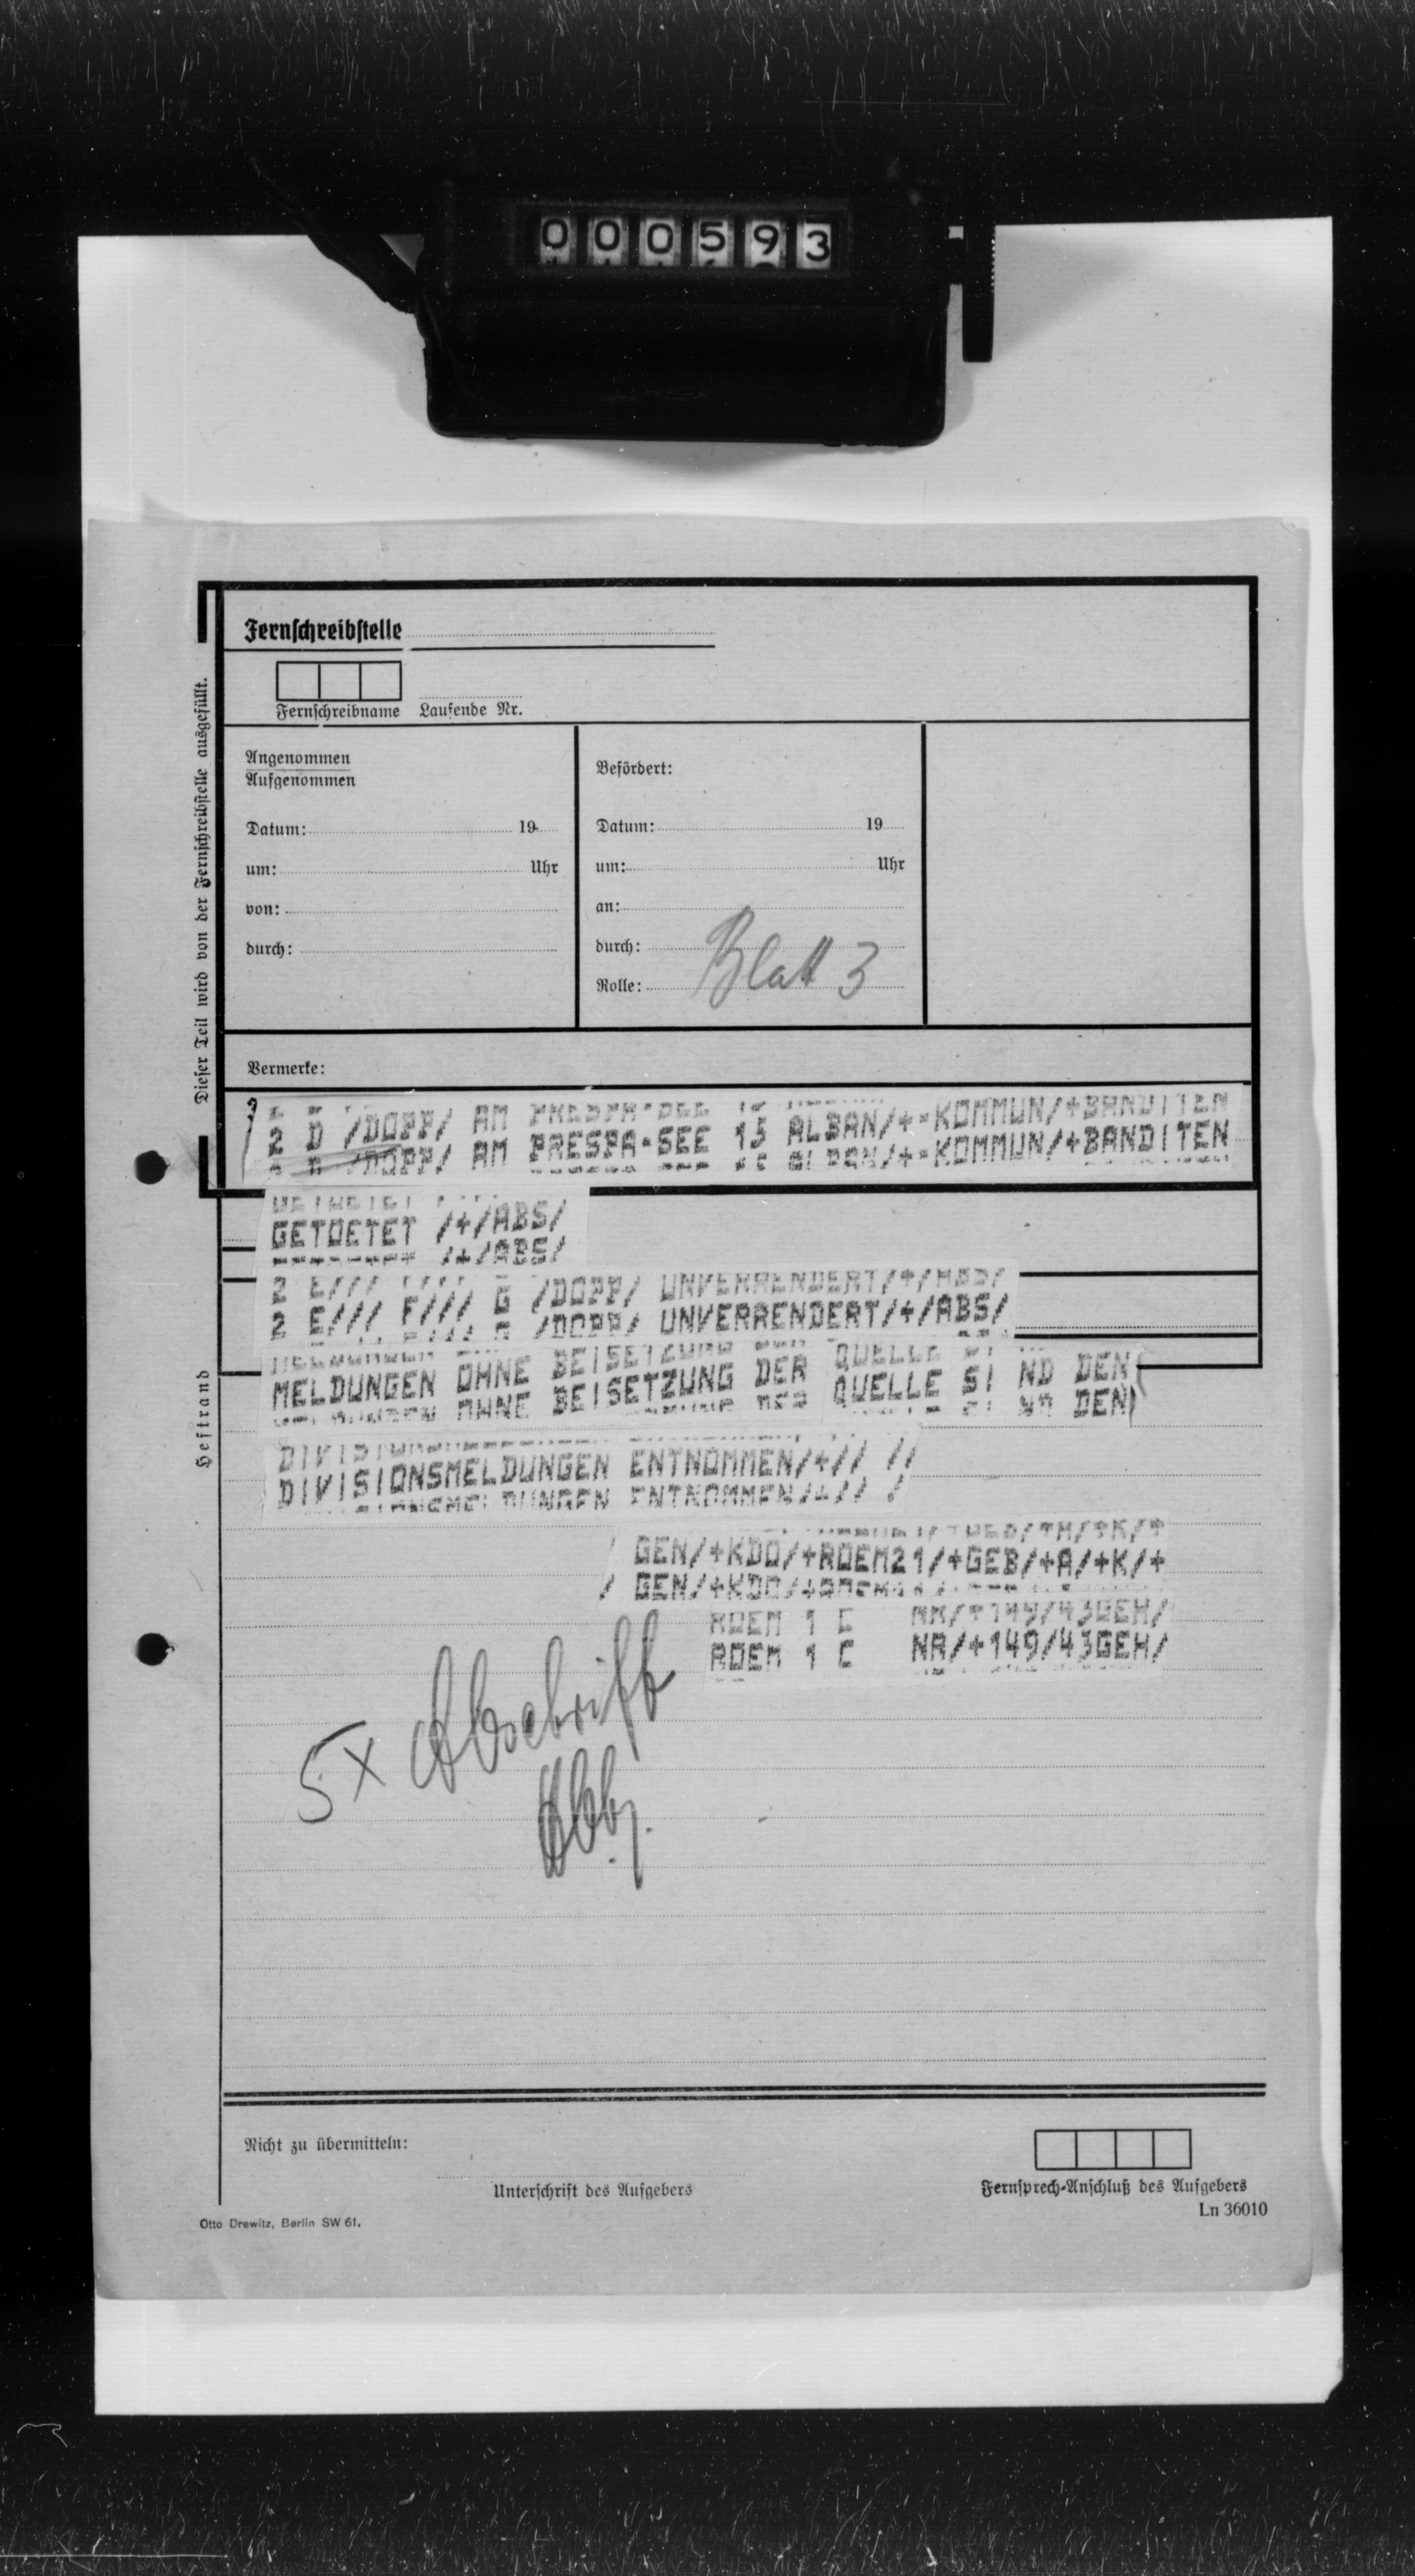 000593
Fernschreibstelle
Fernschreibname Laufende Nr.
Angenommen
Aufgenommen
Datum: 19
um: Uhr
von:
durch:
Befördert:
Datum: 19
um: Uhr
an:
durch:
Rolle:
Blatt 3
Dieser Teil wird von der Fernschreibstelle ausgefüllt.
Vermerke:
2 D /DOPP/ AM PRESPA-SEE 15 ALBAN/+-KOMMUN/+BANDITEN
GETOETET /+/ABS/
2 E/// F/// G /DOPP/ UNVERAENDERT/+/ABS/
MELDUNGEN OHNE BEISETZUNG DER QUELLE SI ND DEN
DIVISIONSMELDUNGEN ENTNOMMEN/+// //
/ GEN/+KDO/+ROEM21/+GEB/+A/+K/+
ROEM 1 C NR/+149/43GEH/
Heftrand
5x Abschrift
Nicht zu übermitteln:
Unterschrift des Aufgebers
Fernsprech-Anschluß des Aufgebers
Ln 36010
Otto Drewitz, Berlin SW 61.